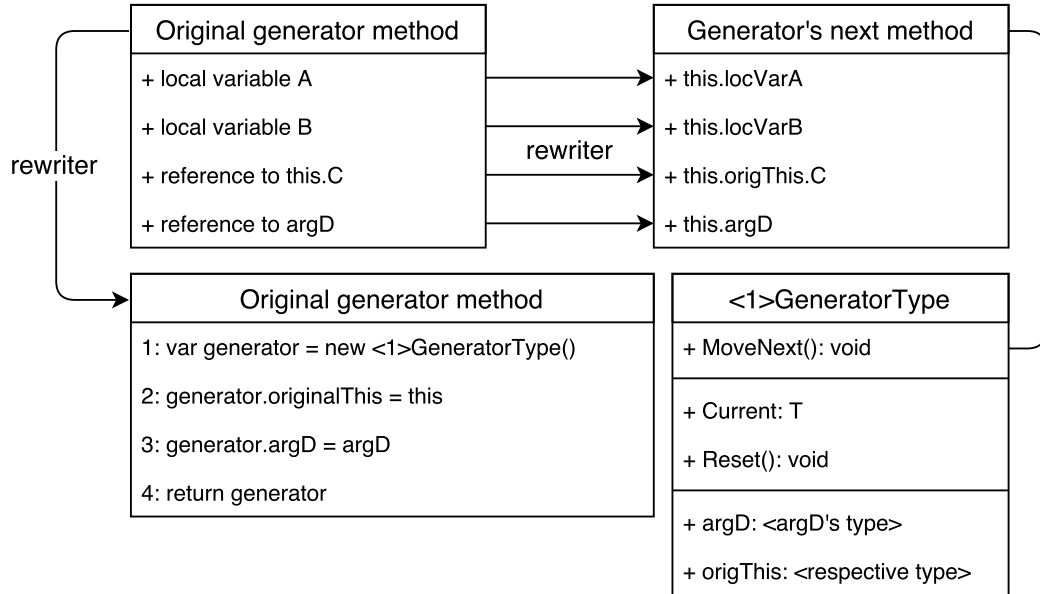 Original generator method
+ local variable A
+ local variable B
+ reference to this.C
+ reference to argD
rewriter
rewriter
Generator's next method
+ this.locVarA
+ this.locVarB
+ this.origThis.C
+ this.argD
Original generator method
1: var generator = new <1>GeneratorType()
2: generator.originalThis = this
3: generator.argD = argD
4: return generator
<1>GeneratorType
+ MoveNext(): void
+ Current: T
+ Reset(): void
+ argD: <argD's type>
+ origThis: <respective type>